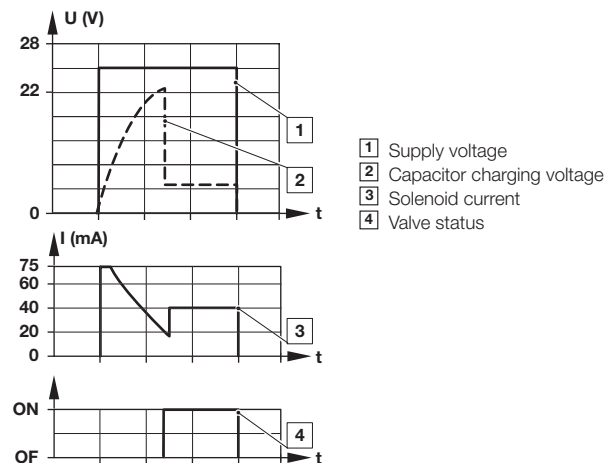 U (V)
28
22
0
t
1
2
1 Supply voltage
2 Capacitor charging voltage
3 Solenoid current
4 Valve status
I (mA)
75
60
40
20
0
t
3
ON
OF
t
4